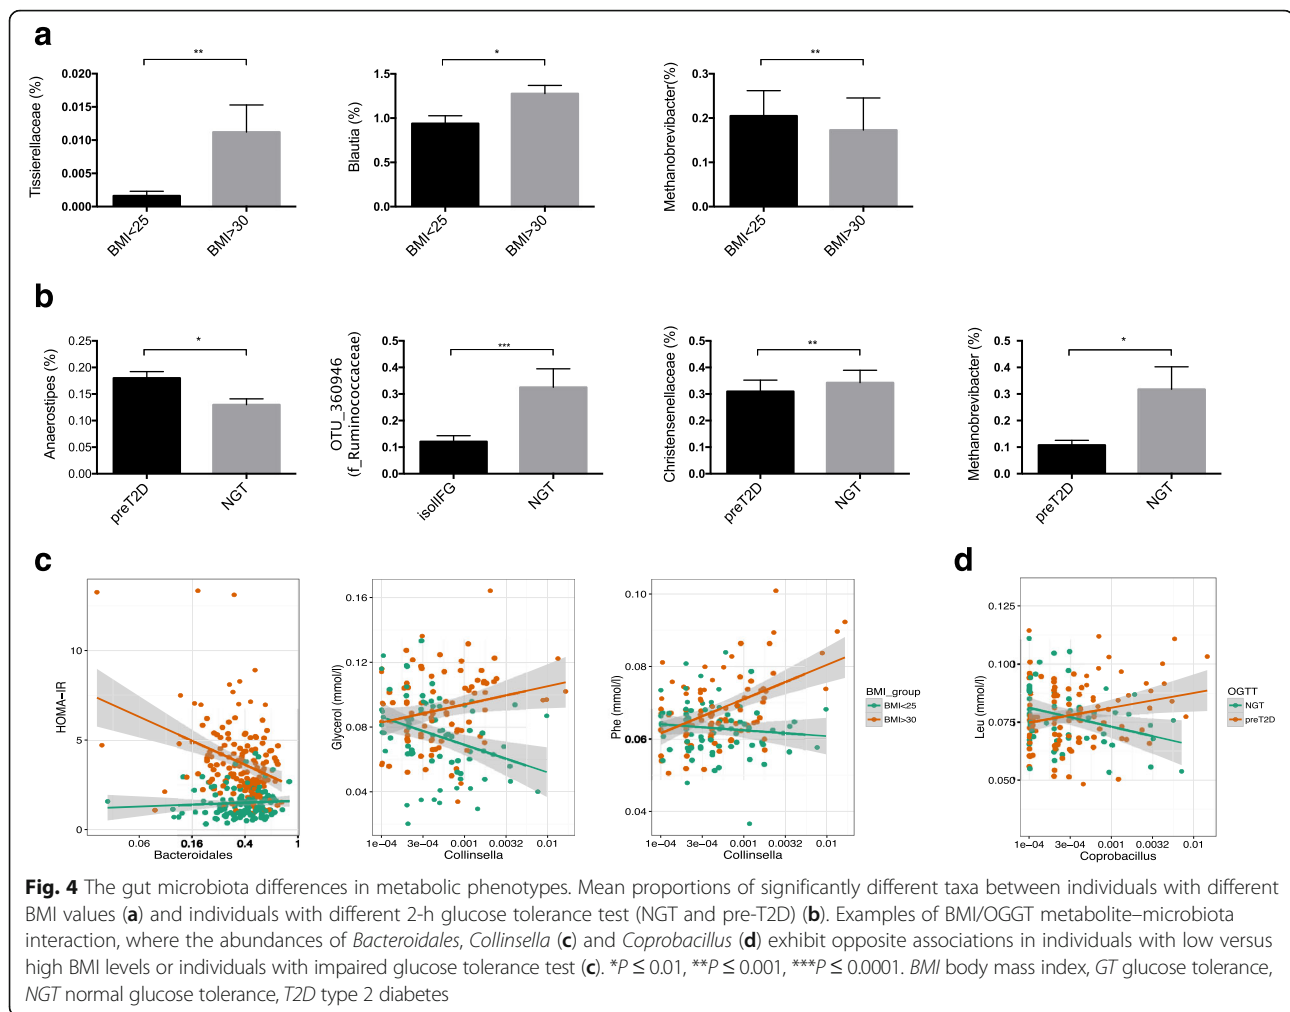 a
**
*
**
Tissierellaceae (%)
0.020
0.015
0.010
0.005
0.000
BMI<25
BMI>30
Blautia (%)
1.5
1.0
0.5
0.0
BMI<25
BMI>30
Methanobrevibacter(%)
0.3
0.2
0.1
0.0
BMI<25
BMI>30
b
*
***
**
*
Anaerostipes (%)
0.25
0.20
0.15
0.10
0.05
0.00
preT2D
NGT
OTU_360946
(f_Ruminococcaceae)
0.5
0.4
0.3
0.2
0.1
0.0
isolIFG
NGT
Christensenellaceae (%)
0.5
0.4
0.3
0.2
0.1
0.0
preT2D
NGT
Methanobrevibacter (%)
0.5
0.4
0.3
0.2
0.1
0.0
preT2D
NGT
c
HOMA-IR
10
5
0
0.06
0.16
0.4
1
Bacteroidales
Glycerol (mmol/l)
0.16
0.12
0.08
0.04
1e-04
3e-04
0.001
0.0032
0.01
Collinsella
Phe (mmol/l)
0.10
0.08
0.06
0.04
1e-04
3e-04
0.001
0.0032
0.01
Collinsella
BMI_group
BMI<25
BMI>30
d
Leu (mmol/l)
0.125
0.100
0.075
0.050
1e-04
3e-04
0.001
0.0032
0.01
Coprobacillus
OGTT
NGT
preT2D
Fig. 4 The gut microbiota differences in metabolic phenotypes. Mean proportions of significantly different taxa between individuals with different
BMI values (a) and individuals with different 2-h glucose tolerance test (NGT and pre-T2D) (b). Examples of BMI/OGGT metabolite–microbiota
interaction, where the abundances of Bacteroidales, Collinsella (c) and Coprobacillus (d) exhibit opposite associations in individuals with low versus
high BMI levels or individuals with impaired glucose tolerance test (c). *P ≤ 0.01, **P ≤ 0.001, ***P ≤ 0.0001. BMI body mass index, GT glucose tolerance,
NGT normal glucose tolerance, T2D type 2 diabetes